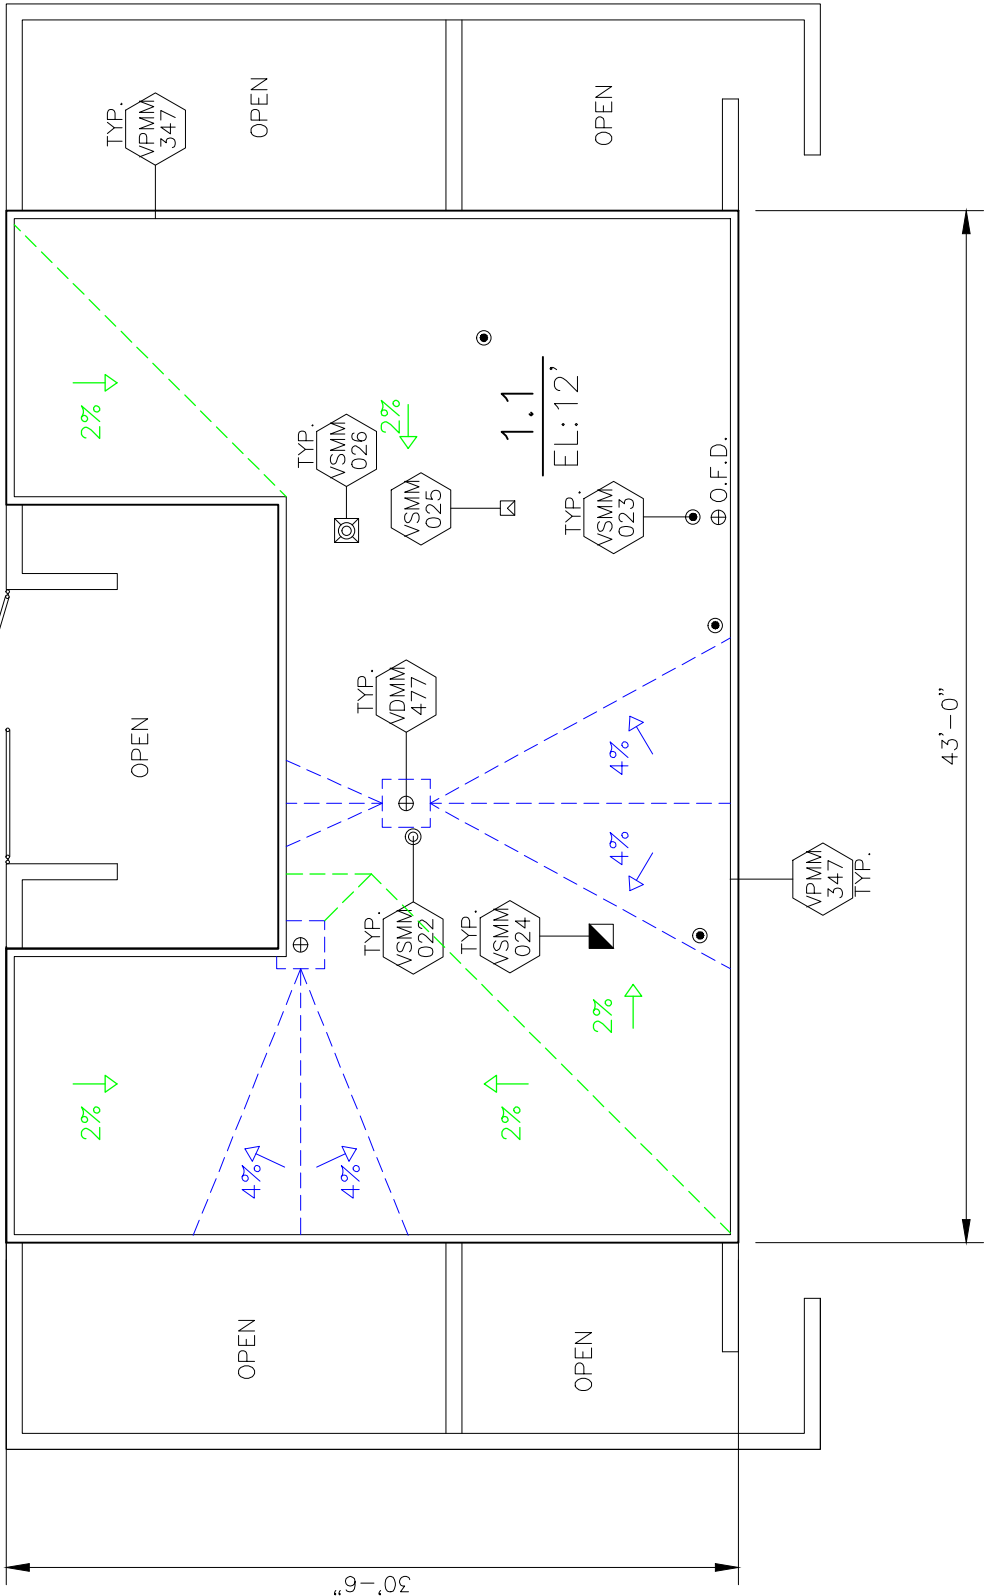 TYP.
VPMM
347
OPEN
OPEN
2%
TYP.
VSMM
026
2%
1.1
EL: 12'
VSMM
025
TYP.
VSMM
023
O.F.D.
OPEN
TYP.
VDMM
477
4%
4%
43'-0"
TYP.
VSMM
022
TYP.
VSMM
024
VPMM
347
TYP.
2%
2%
2%
4%
4%
OPEN
OPEN
30'-6"